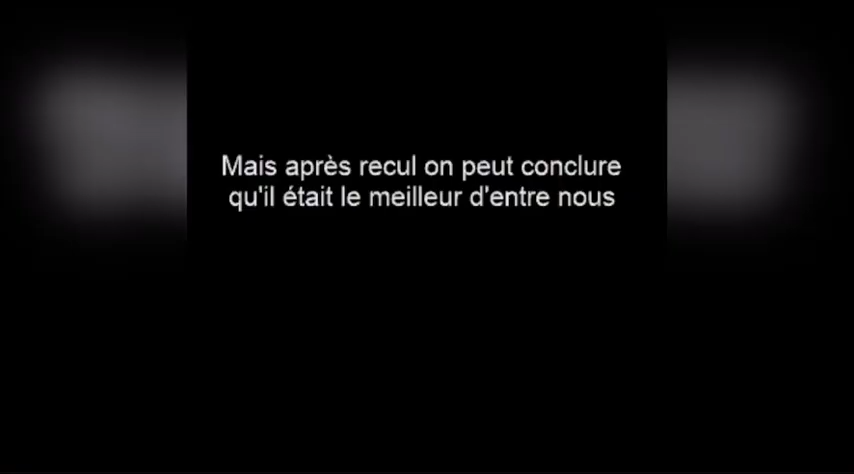 Mais après recul on peut conclure
qu'il était le meilleur d'entre nous